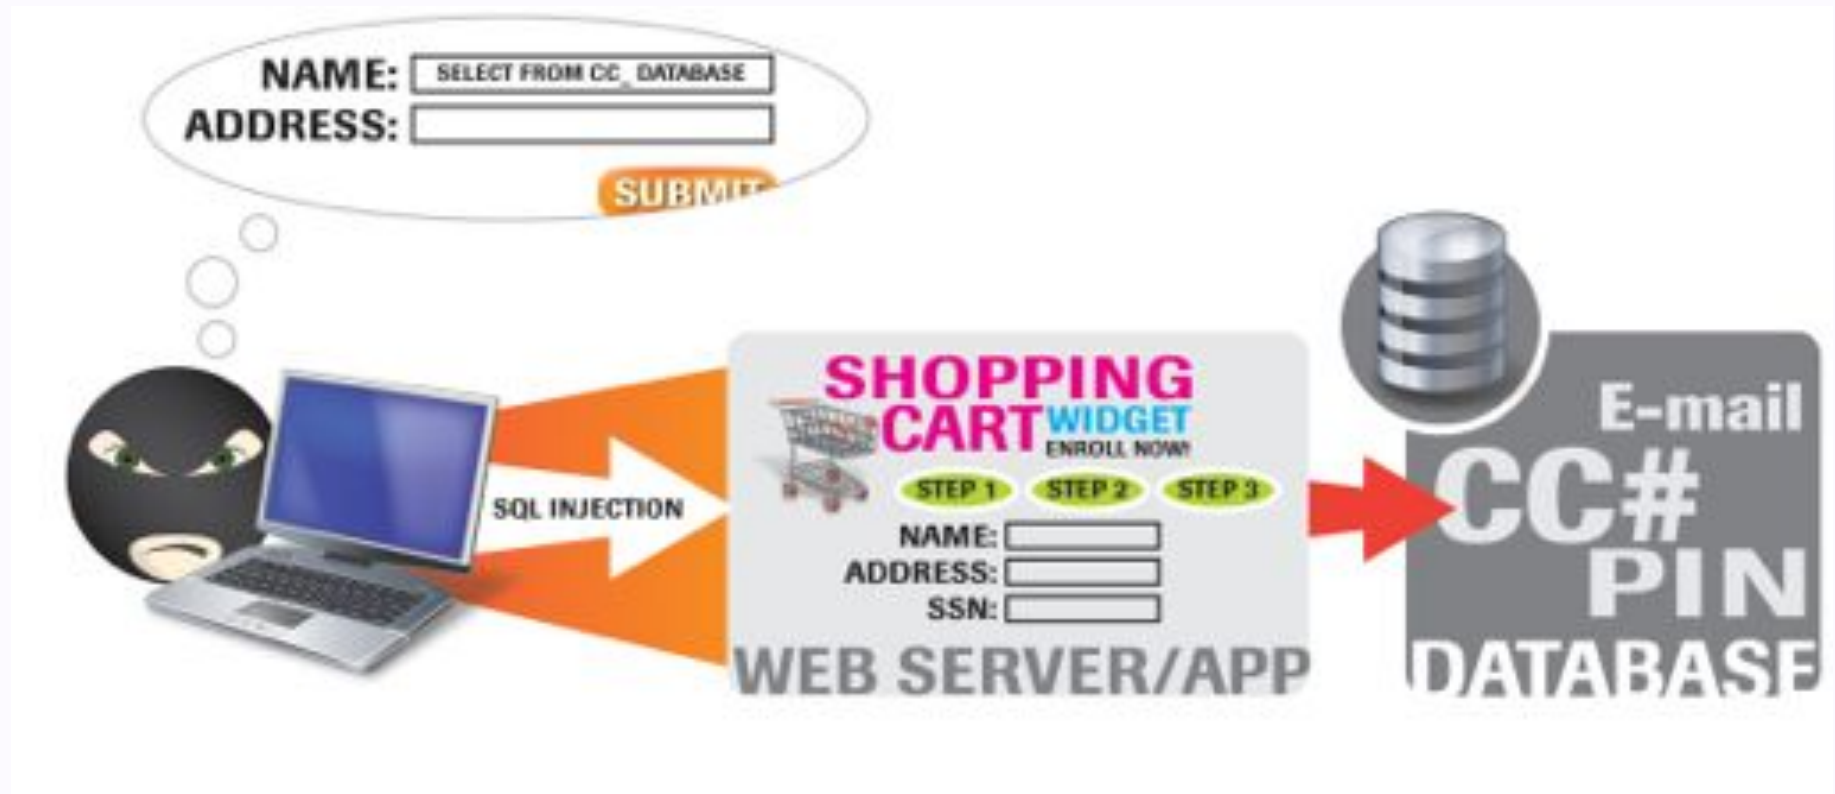 NAME: SELECT FROM CC_ DATABASE
ADDRESS:
SUBMIT
SQL INJECTION
SHOPPING
CART WIDGET
ENROLL NOW!
STEP 1 STEP 2 STEP 3
NAME:
ADDRESS:
SSN:
WEB SERVER/APP
E-mail
CC#
PIN
DATABASE